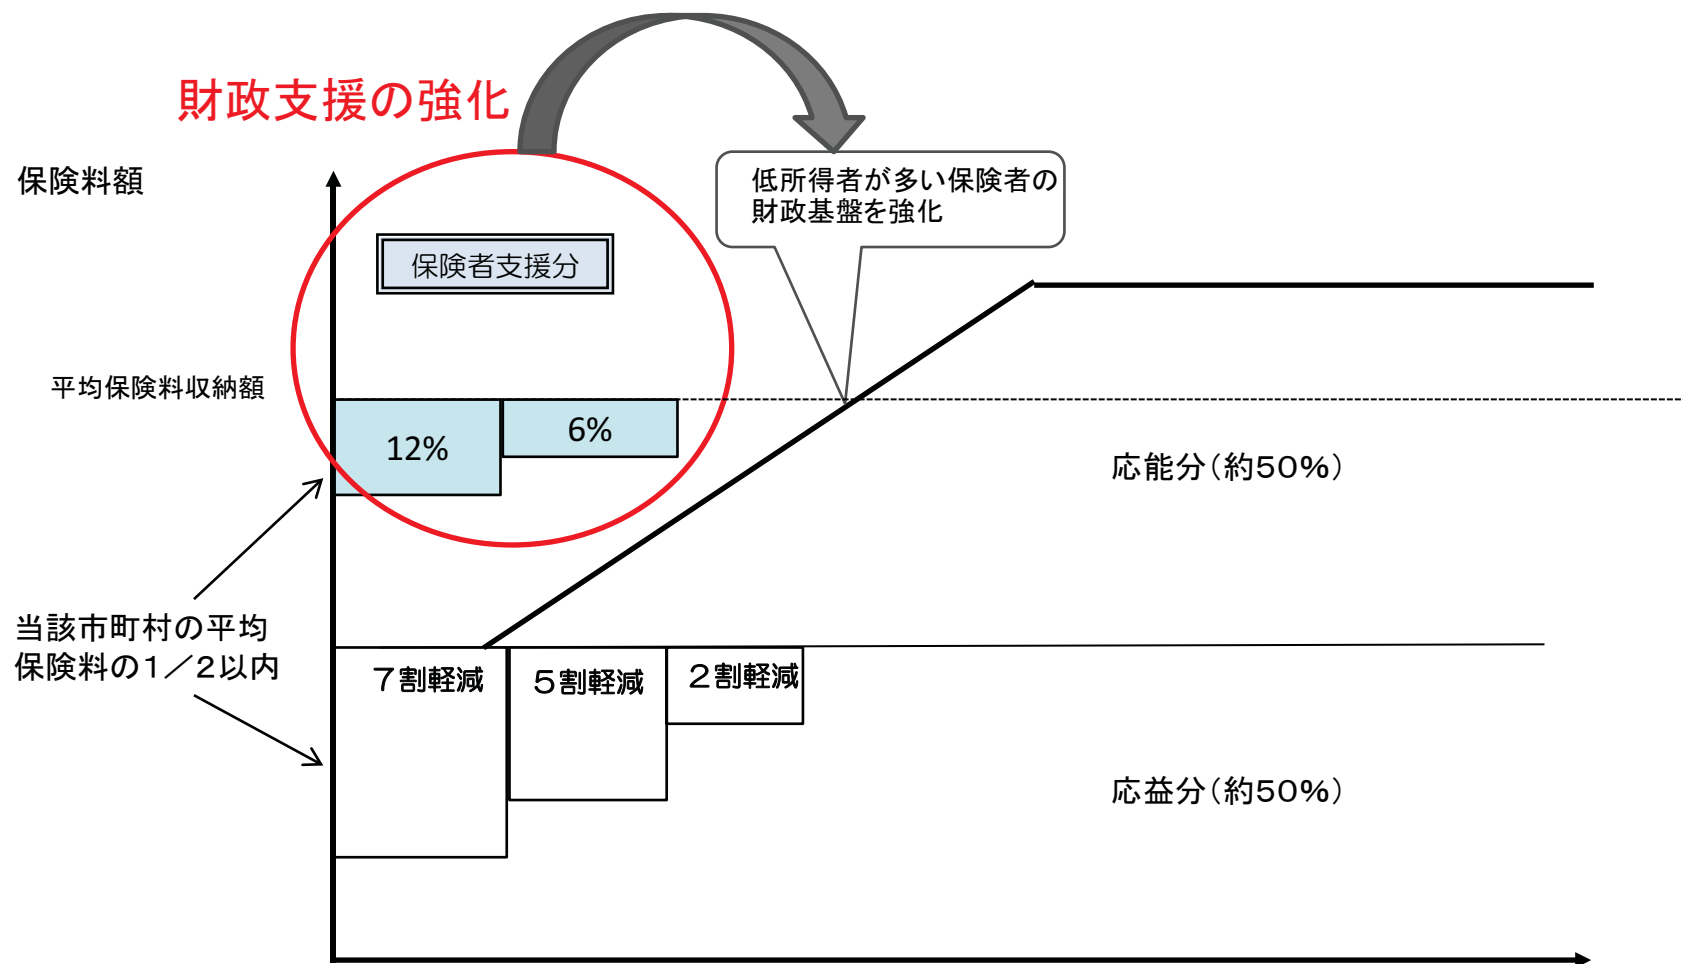 財政支援の強化
保険料額
低所得者が多い保険者の
財政基盤を強化
保険者支援分
平均保険料収納額
12%
6%
応能分（約５０％）
当該市町村の平均
保険料の１／２以内
７割軽減
５割軽減
２割軽減
応益分（約５０％）